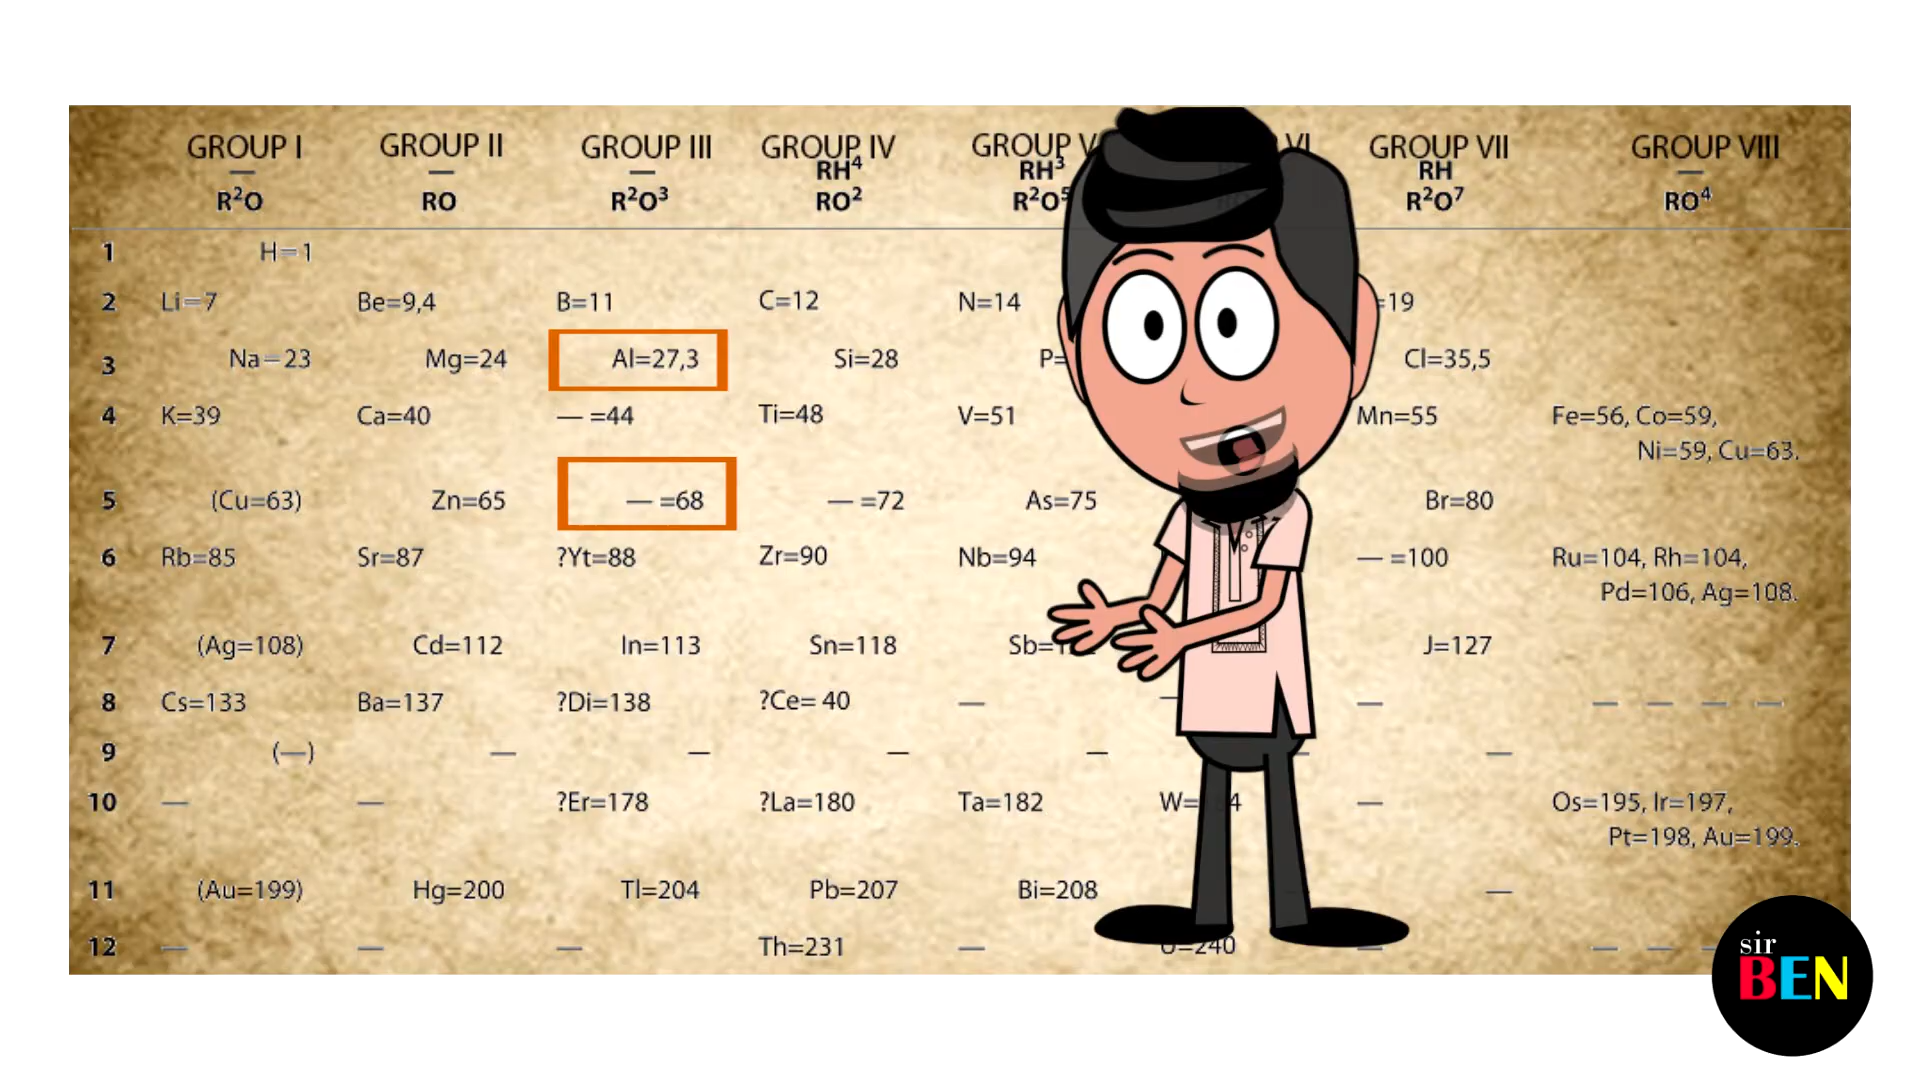 GROUP I GROUP II GROUP III GROUP IV GROUP V VI GROUP VII GROUP VIII
— — — RH⁴ RH³ RH —
R²O RO R²O³ RO² R²O⁵ R²O⁷ RO⁴
1 H=1
2 Li=7 Be=9,4 B=11 C=12 N=14 =19
3 Na=23 Mg=24 Al=27,3 Si=28 P= Cl=35,5
4 K=39 Ca=40 — =44 Ti=48 V=51 Mn=55 Fe=56, Co=59,
Ni=59, Cu=63.
5 (Cu=63) Zn=65 — =68 — =72 As=75 Br=80
6 Rb=85 Sr=87 ?Yt=88 Zr=90 Nb=94 — =100 Ru=104, Rh=104,
Pd=106, Ag=108.
7 (Ag=108) Cd=112 In=113 Sn=118 Sb= J=127
8 Cs=133 Ba=137 ?Di=138 ?Ce= 40 — — — — — — —
9 (—) — — — — — —
10 — — ?Er=178 ?La=180 Ta=182 W= 4 — Os=195, Ir=197,
Pt=198, Au=199.
11 (Au=199) Hg=200 Tl=204 Pb=207 Bi=208 —
12 — — — Th=231 — U=240 — — — —
sir
BEN